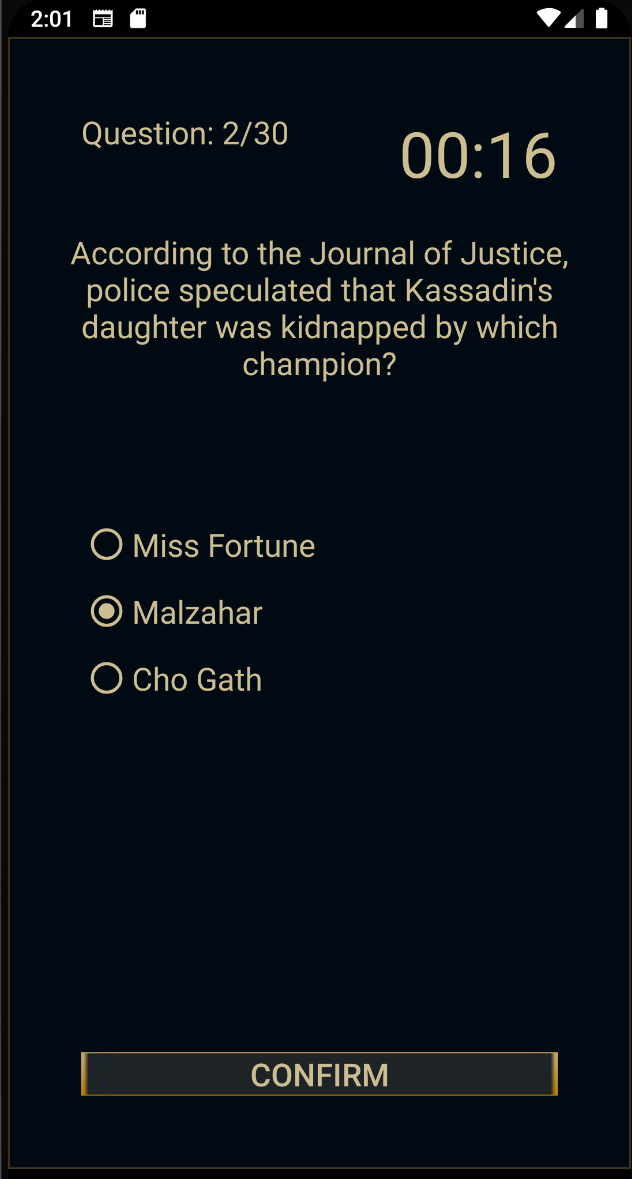 2:01
Question: 2/30
00:16
According to the Journal of Justice,
police speculated that Kassadin's
daughter was kidnapped by which
champion?
Miss Fortune
Malzahar
Cho Gath
CONFIRM